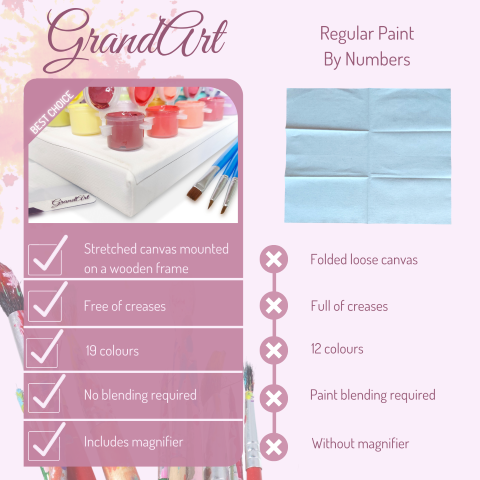 GrandArt
Regular Paint
By Numbers
BEST CHOICE
GrandArt
Stretched canvas mounted
on a wooden frame
Folded loose canvas
Free of creases
Full of creases
19 colours
12 colours
No blending required
Paint blending required
Includes magnifier
Without magnifier